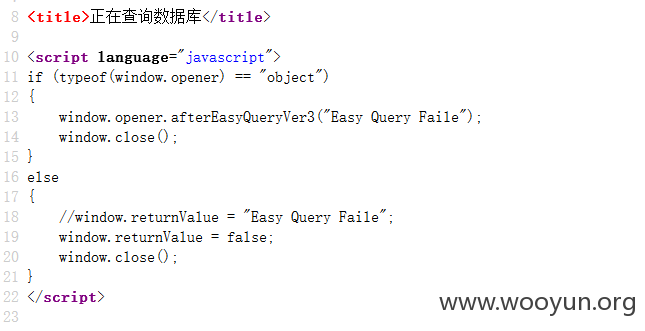 8 <title>正在查询数据库</title>
9
10 <script language="javascript">
11 if (typeof(window.opener) == "object")
12 {
13     window.opener.afterEasyQueryVer3("Easy Query Faile");
14     window.close();
15 }
16 else
17 {
18     //window.returnValue = "Easy Query Faile";
19     window.returnValue = false;
20     window.close();
21 }
22 </script>
23
www.wooyun.org